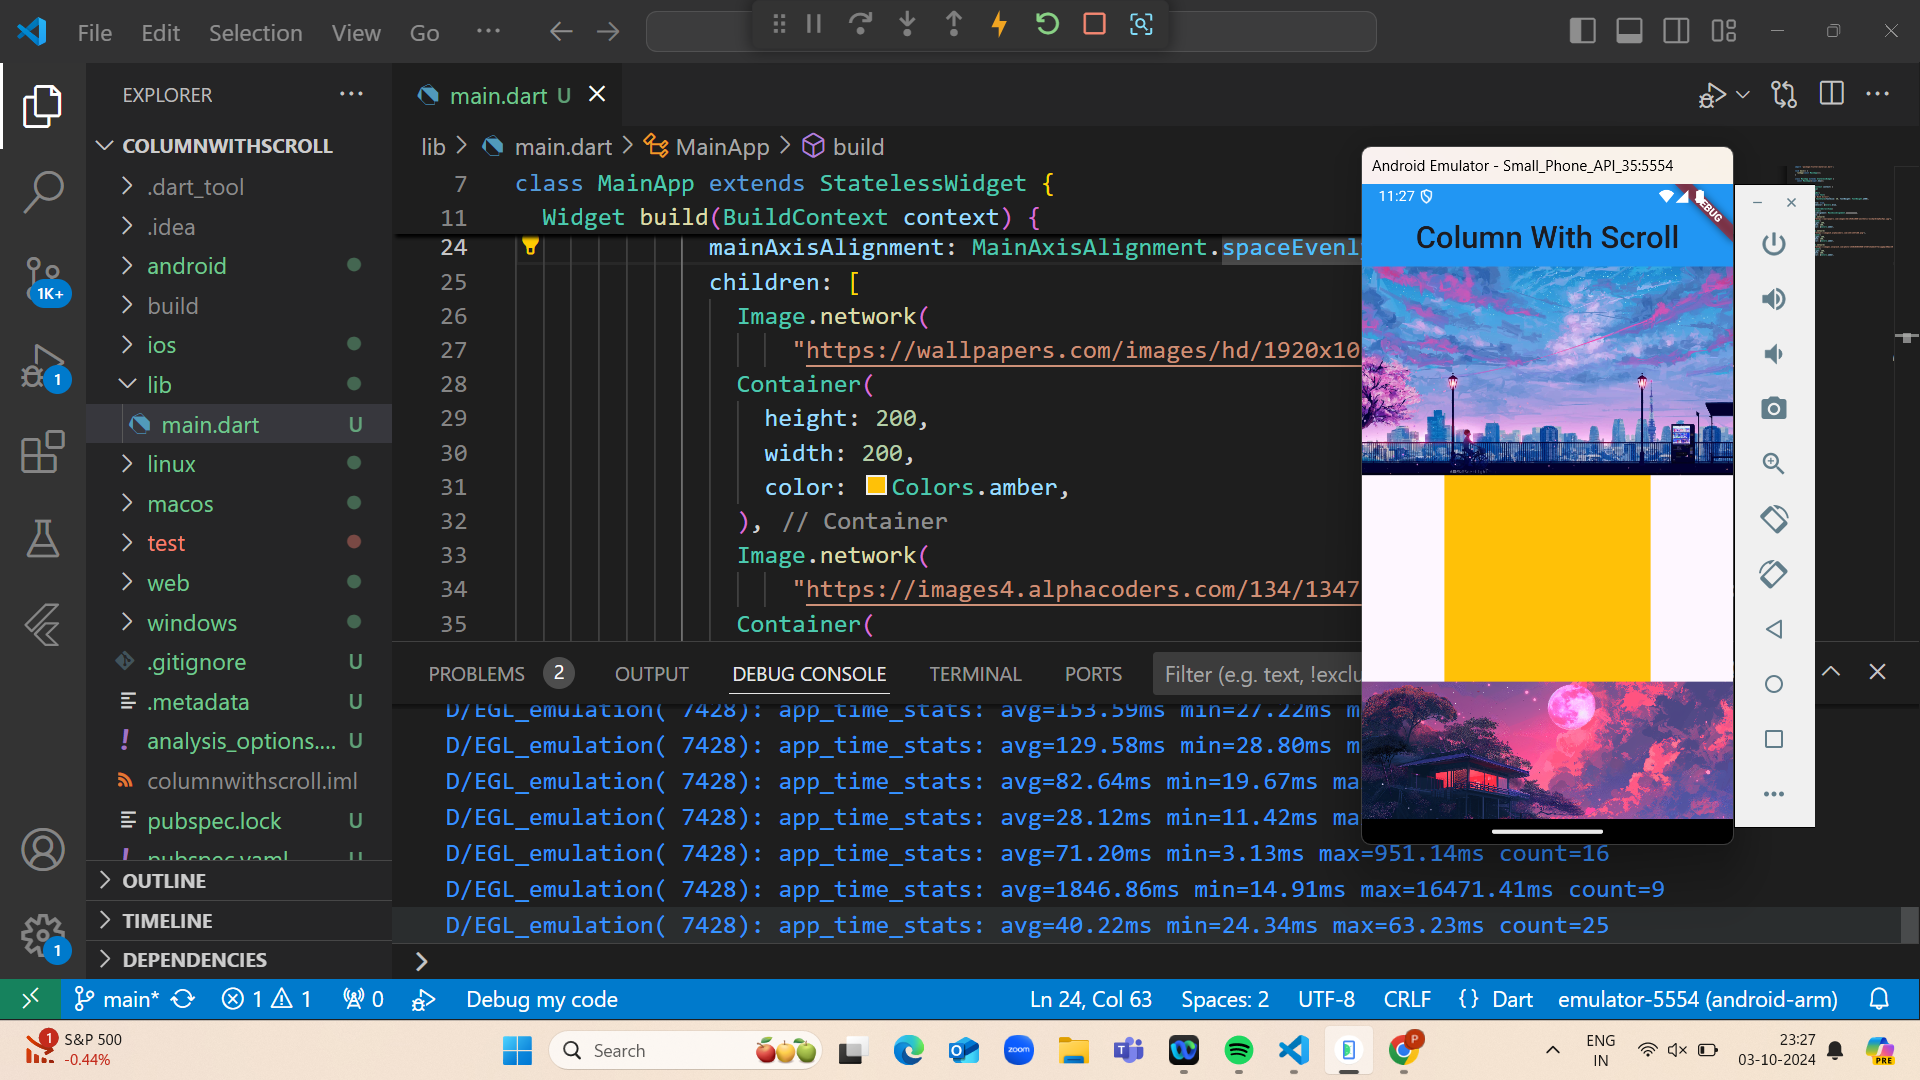 File Edit Selection View Go ...
EXPLORER ...
COLUMNWITHSCROLL
.dart_tool
.idea
android
build
ios
lib
main.dart U
linux
macos
test
web
windows
.gitignore U
.metadata U
analysis_options.... U
columnwithscroll.iml
pubspec.lock U
pubspec.yaml U
OUTLINE
TIMELINE
DEPENDENCIES
1K+
1
1
main.dart U
lib > main.dart > MainApp > build
7 class MainApp extends StatelessWidget {
11 Widget build(BuildContext context) {
24 mainAxisAlignment: MainAxisAlignment.spaceEvenl
25 children: [
26 Image.network(
27 "https://wallpapers.com/images/hd/1920x10
28 Container(
29 height: 200,
30 width: 200,
31 color: Colors.amber,
32 ), // Container
33 Image.network(
34 "https://images4.alphacoders.com/134/1347
35 Container(
PROBLEMS 2 OUTPUT DEBUG CONSOLE TERMINAL PORTS Filter (e.g. text, !exclu
D/EGL_emulation( 7428): app_time_stats: avg=153.59ms min=27.22ms m
D/EGL_emulation( 7428): app_time_stats: avg=129.58ms min=28.80ms m
D/EGL_emulation( 7428): app_time_stats: avg=82.64ms min=19.67ms ma
D/EGL_emulation( 7428): app_time_stats: avg=28.12ms min=11.42ms ma
D/EGL_emulation( 7428): app_time_stats: avg=71.20ms min=3.13ms max=951.14ms count=16
D/EGL_emulation( 7428): app_time_stats: avg=1846.86ms min=14.91ms max=16471.41ms count=9
D/EGL_emulation( 7428): app_time_stats: avg=40.22ms min=24.34ms max=63.23ms count=25
>
Android Emulator - Small_Phone_API_35:5554
11:27
DEBUG
Column With Scroll
main* 1 1 0 Debug my code Ln 24, Col 63 Spaces: 2 UTF-8 CRLF {} Dart emulator-5554 (android-arm)
1
S&P 500
-0.44%
Search
zoom
P
ENG
IN
23:27
03-10-2024
PRE